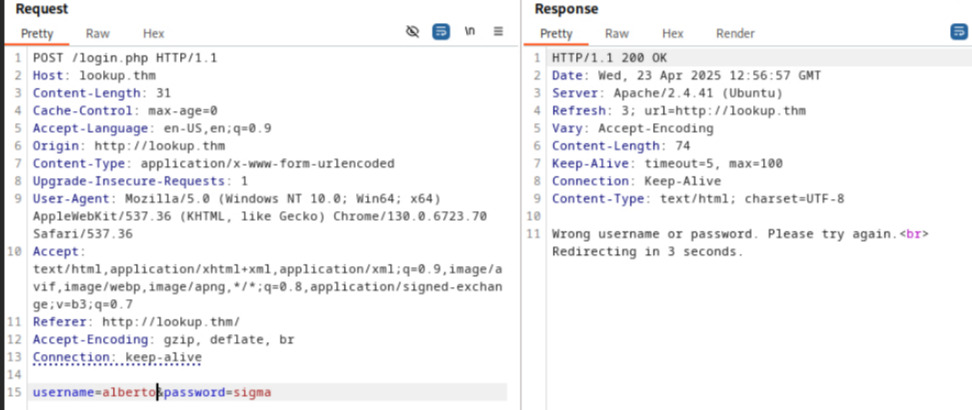 Request
Pretty Raw Hex
\n
1 POST /login.php HTTP/1.1
2 Host: lookup.thm
3 Content-Length: 31
4 Cache-Control: max-age=0
5 Accept-Language: en-US,en;q=0.9
6 Origin: http://lookup.thm
7 Content-Type: application/x-www-form-urlencoded
8 Upgrade-Insecure-Requests: 1
9 User-Agent: Mozilla/5.0 (Windows NT 10.0; Win64; x64)
AppleWebKit/537.36 (KHTML, like Gecko) Chrome/130.0.6723.70
Safari/537.36
10 Accept:
text/html,application/xhtml+xml,application/xml;q=0.9,image/a
vif,image/webp,image/apng,*/*;q=0.8,application/signed-exchan
ge;v=b3;q=0.7
11 Referer: http://lookup.thm/
12 Accept-Encoding: gzip, deflate, br
13 Connection: keep-alive
14
15 username=alberto&password=sigma
Response
Pretty Raw Hex Render
1 HTTP/1.1 200 OK
2 Date: Wed, 23 Apr 2025 12:56:57 GMT
3 Server: Apache/2.4.41 (Ubuntu)
4 Refresh: 3; url=http://lookup.thm
5 Vary: Accept-Encoding
6 Content-Length: 74
7 Keep-Alive: timeout=5, max=100
8 Connection: Keep-Alive
9 Content-Type: text/html; charset=UTF-8
10
11 Wrong username or password. Please try again.<br>
Redirecting in 3 seconds.